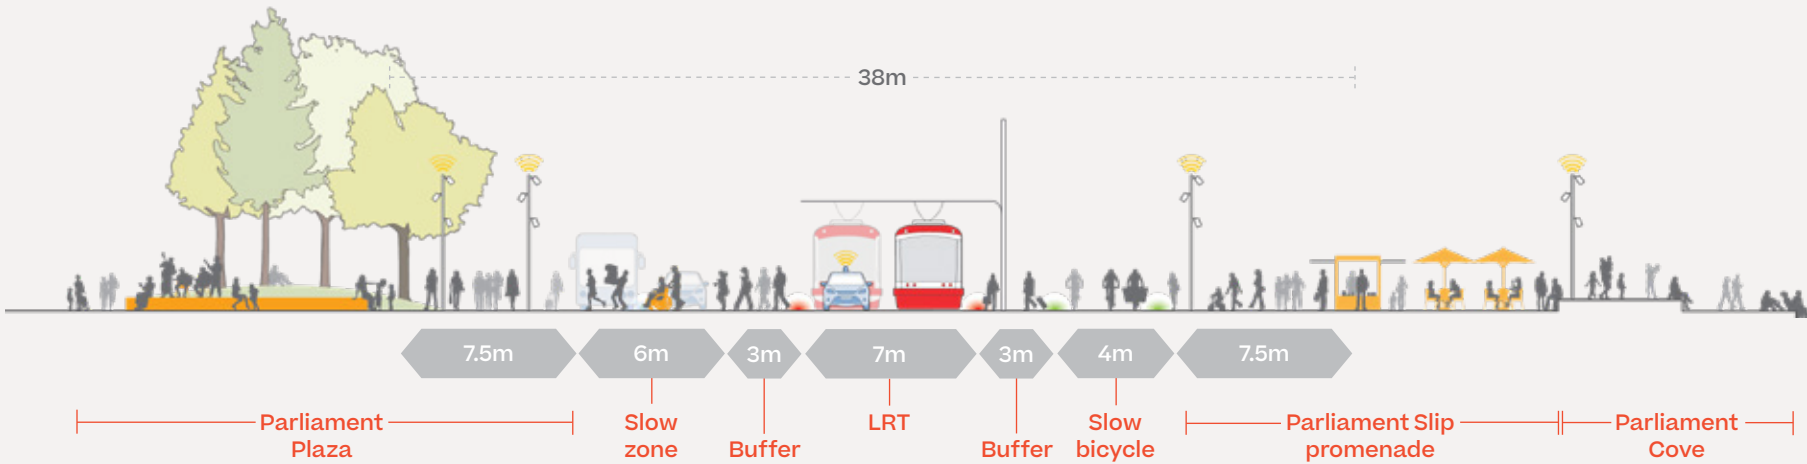 38m
7.5m
6m
3m
7m
3m
4m
7.5m
Parliament
Plaza
Slow
zone
Buffer
LRT
Buffer
Slow
bicycle
Parliament Slip
promenade
Parliament
Cove